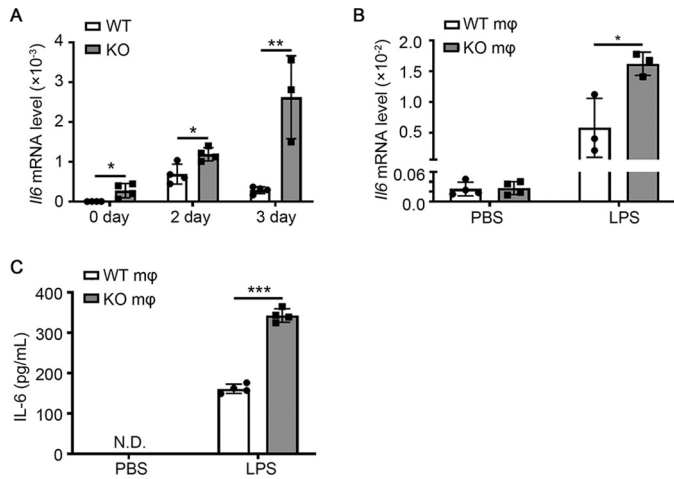 A
WT
KO
Il6 mRNA level (×10-3)
4
3
2
1
0
*
*
**
0 day
2 day
3 day
B
WT mφ
KO mφ
Il6 mRNA level (×10-2)
2.0
1.5
1.0
0.5
0.06
0.0
*
PBS
LPS
C
WT mφ
KO mφ
IL-6 (pg/mL)
400
300
200
100
0
N.D.
***
PBS
LPS